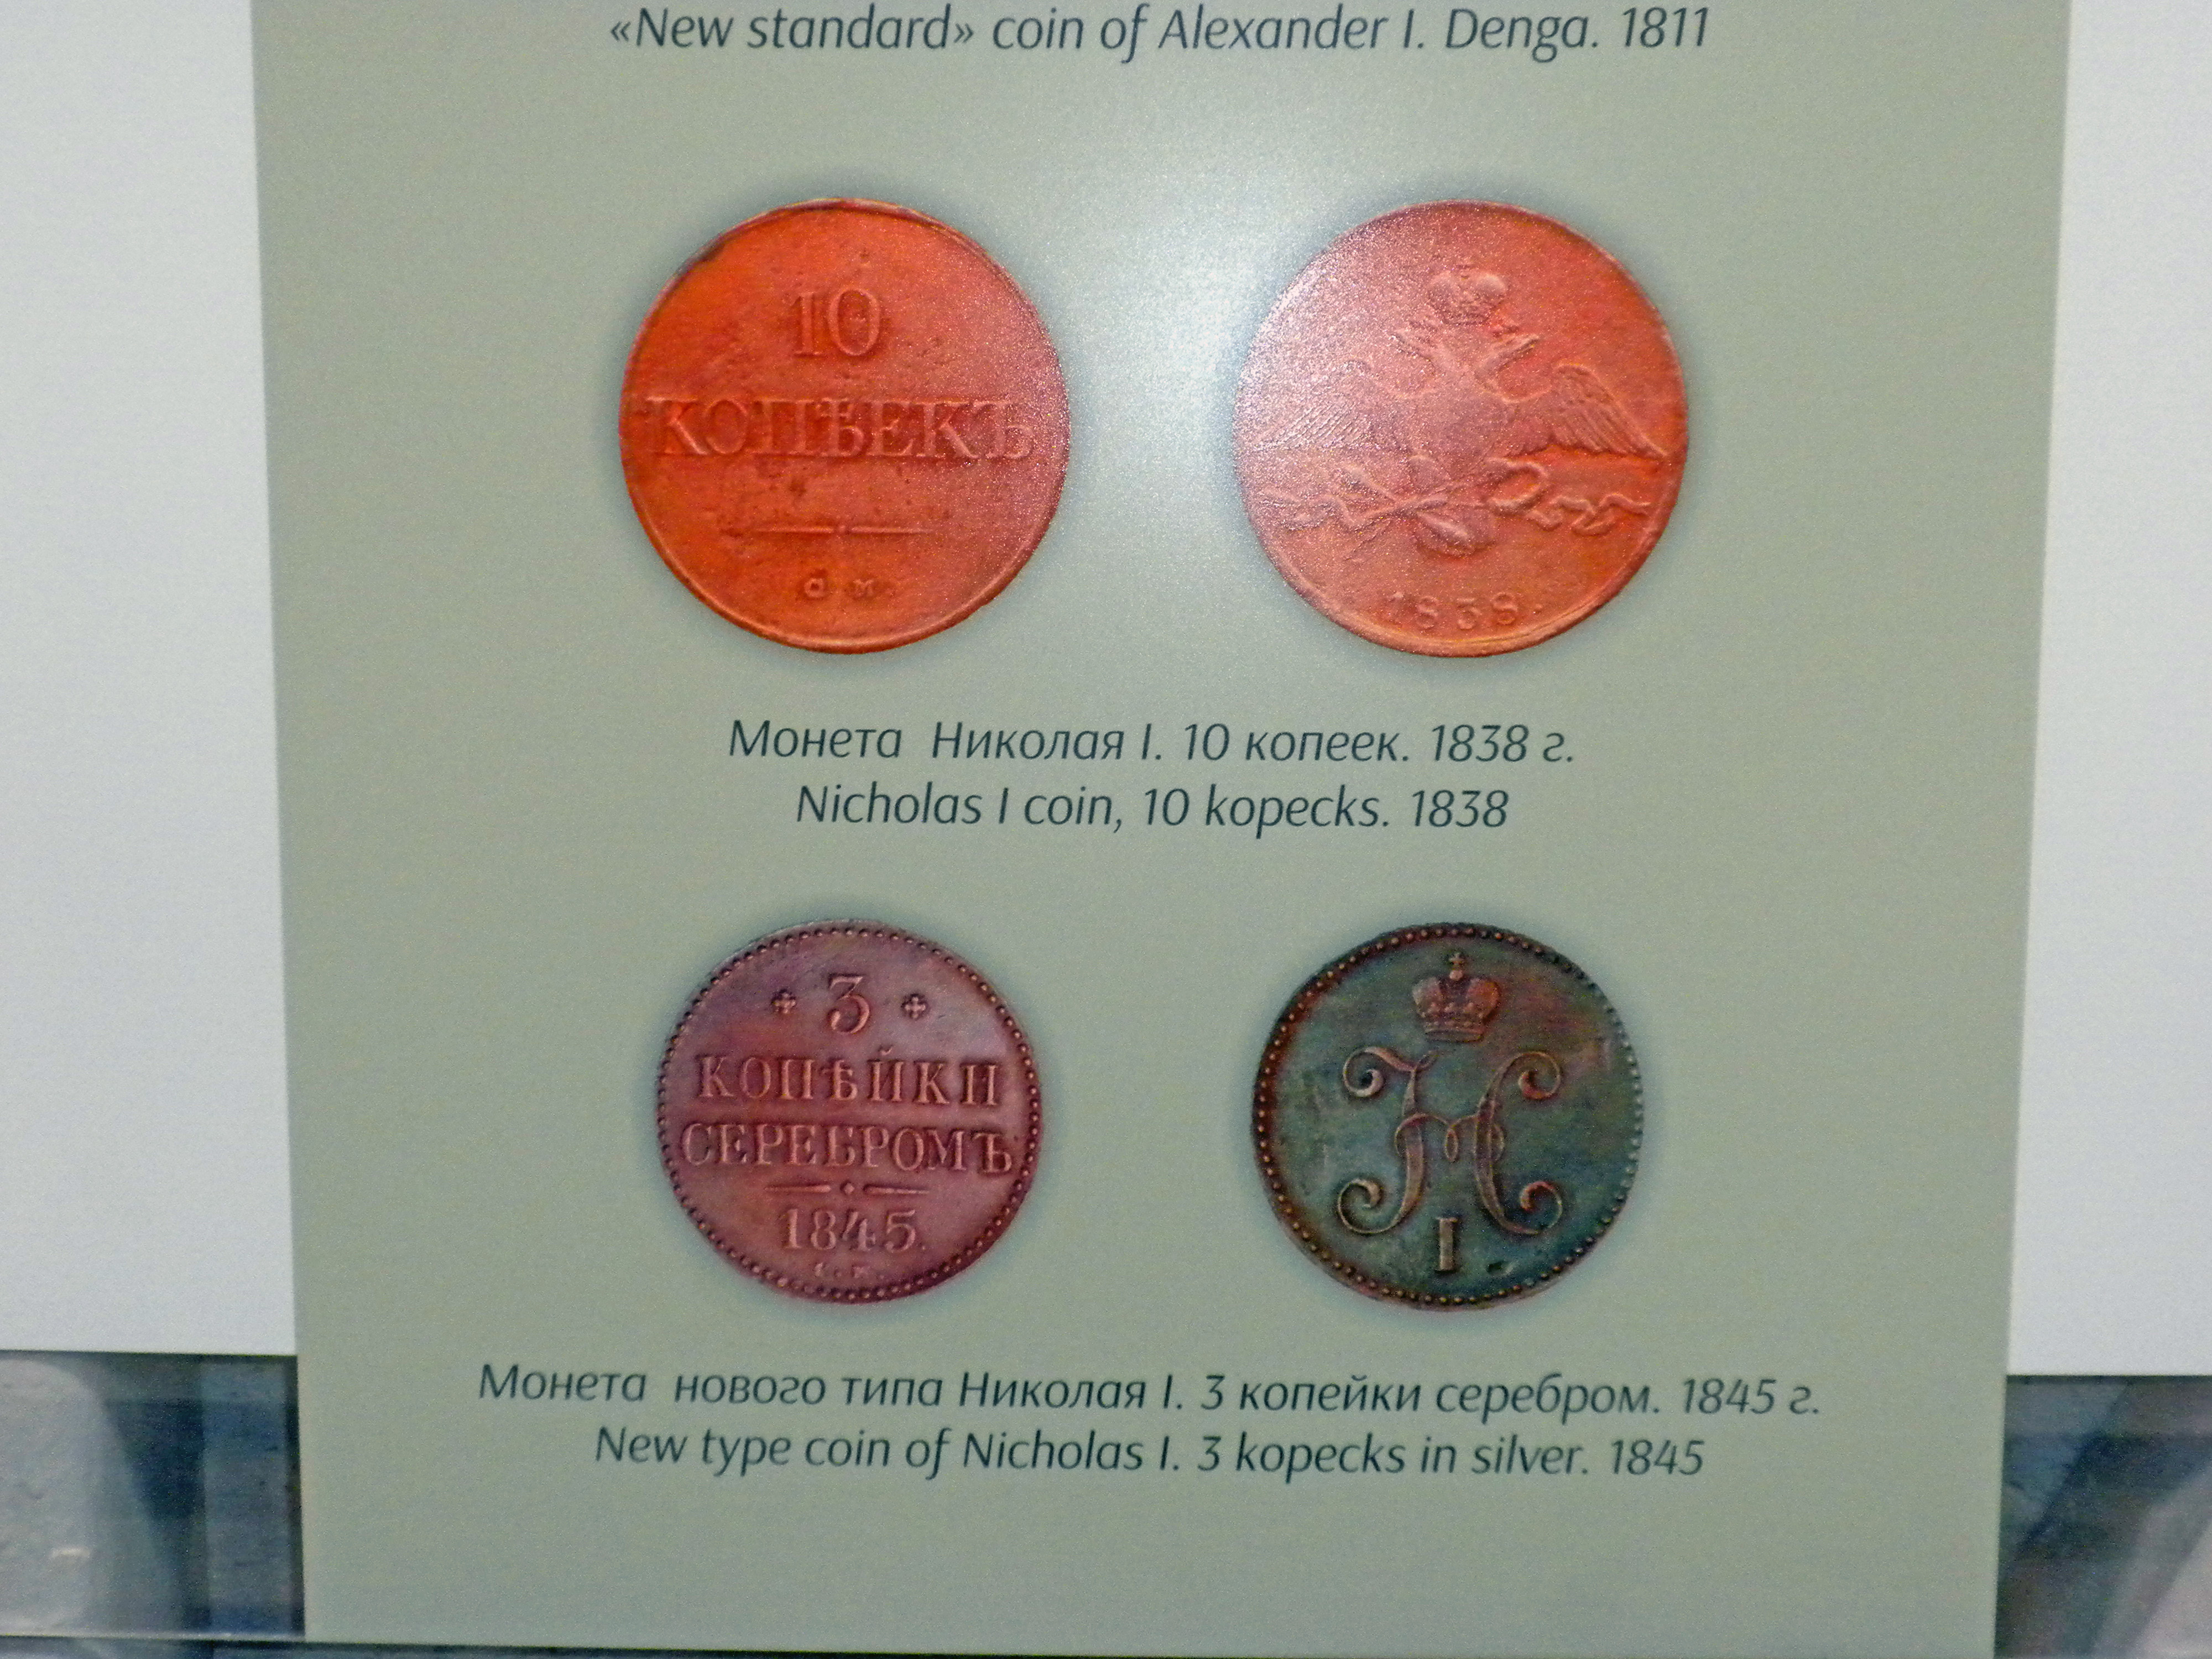 «New standard» coin of Alexander I. Denga. 1811
10
КОПѢЕКЪ
С. М.
1838.
Монета Николая I. 10 копеек. 1838 г.
Nicholas I coin, 10 kopecks. 1838
3
КОПѢЙКИ
СЕРЕБРОМЪ
1845.
Н
I
Монета нового типа Николая I. 3 копейки серебром. 1845 г.
New type coin of Nicholas I. 3 kopecks in silver. 1845